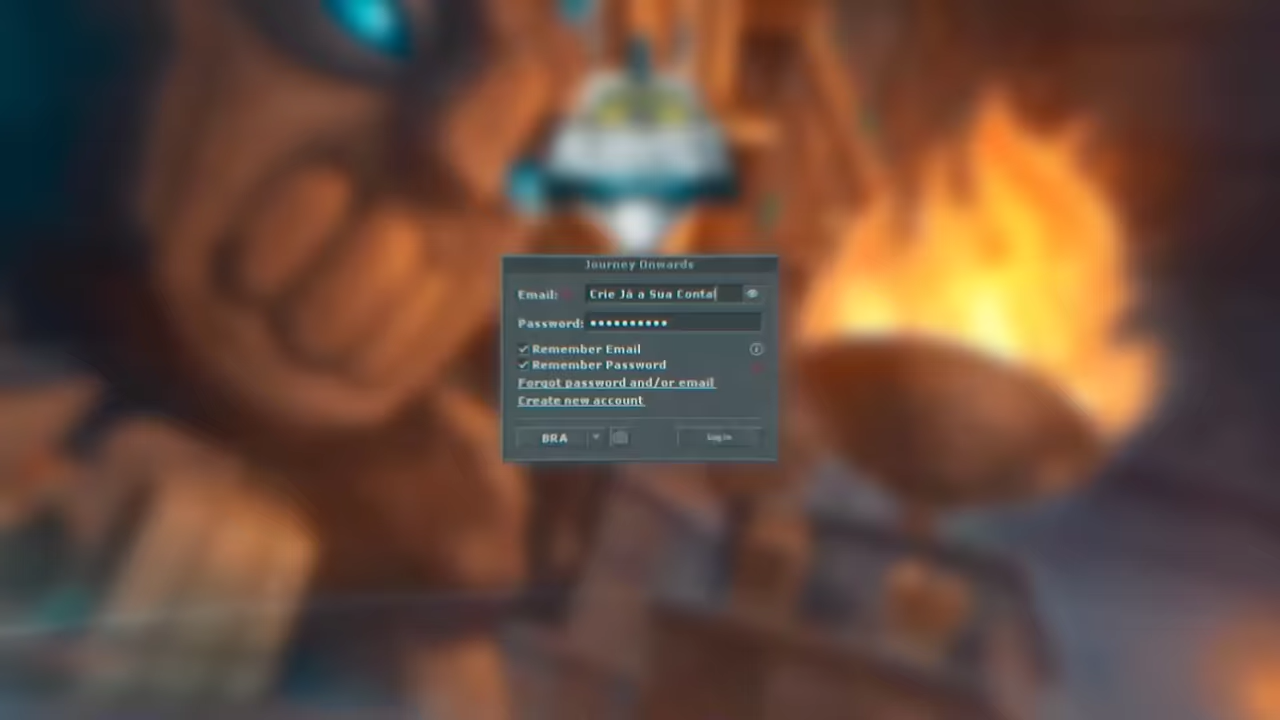 Journey Onwards
Email: Crie Já a Sua Conta
Password: ••••••••••
Remember Email
Remember Password
Forgot password and/or email
Create new account
BRA
Log in